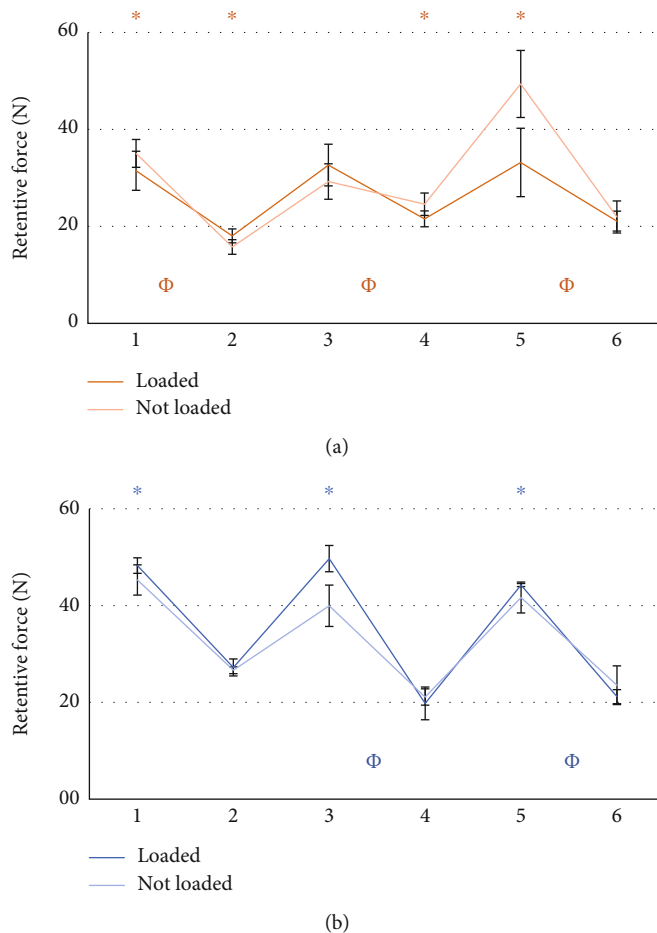 * * * *
60
40
20
0
Retentive force (N)
Φ Φ Φ
1 2 3 4 5 6
Loaded
Not loaded
(a)
* * *
60
40
20
00
Retentive force (N)
Φ Φ
1 2 3 4 5 6
Loaded
Not loaded
(b)